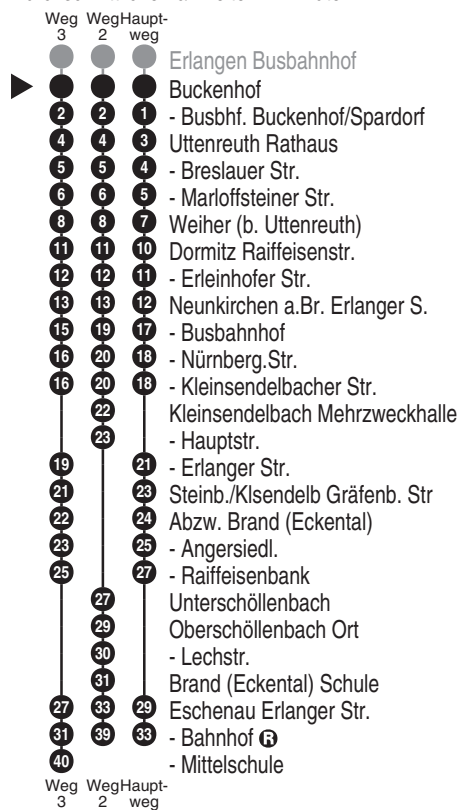 Weg Weg Haupt-
3 2 weg
Erlangen Busbahnhof
Buckenhof
2 2 1 - Busbhf. Buckenhof/Spardorf
4 4 3 Uttenreuth Rathaus
5 5 4 - Breslauer Str.
6 6 5 - Marloffsteiner Str.
8 8 7 Weiher (b. Uttenreuth)
11 11 10 Dormitz Raiffeisenstr.
12 12 11 - Erleinhofer Str.
13 13 12 Neunkirchen a.Br. Erlanger S.
15 19 17 - Busbahnhof
16 20 18 - Nürnberg.Str.
16 20 18 - Kleinsendelbacher Str.
22 Kleinsendelbach Mehrzweckhalle
23 - Hauptstr.
19 21 - Erlanger Str.
21 23 Steinb./Klsendelb Gräfenb. Str
22 24 Abzw. Brand (Eckental)
23 25 - Angersiedl.
25 27 - Raiffeisenbank
27 Unterschöllenbach
29 Oberschöllenbach Ort
30 - Lechstr.
31 Brand (Eckental) Schule
27 33 29 Eschenau Erlanger Str.
31 39 33 - Bahnhof R
40 - Mittelschule
Weg Weg Haupt-
3 2 weg